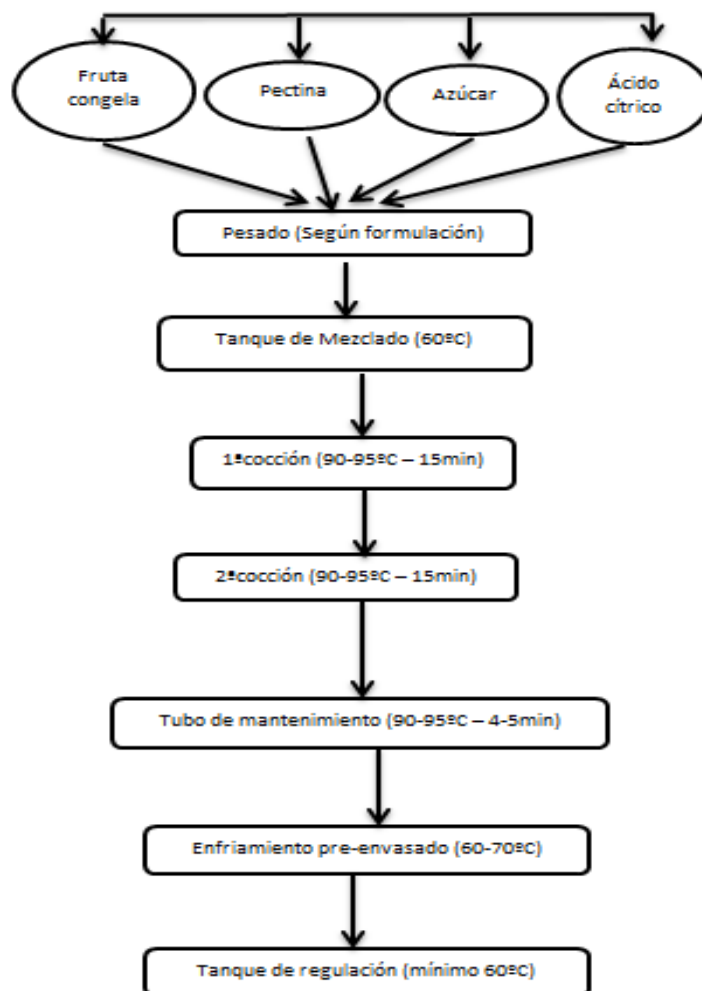 Fruta
congela
Pectina
Azúcar
Ácido
cítrico
Pesado (Según formulación)
Tanque de Mezclado (60ºC)
1ªcocción (90-95ºC – 15min)
2ªcocción (90-95ºC – 15min)
Tubo de mantenimiento (90-95ºC – 4-5min)
Enfriamiento pre-envasado (60-70ºC)
Tanque de regulación (mínimo 60ºC)